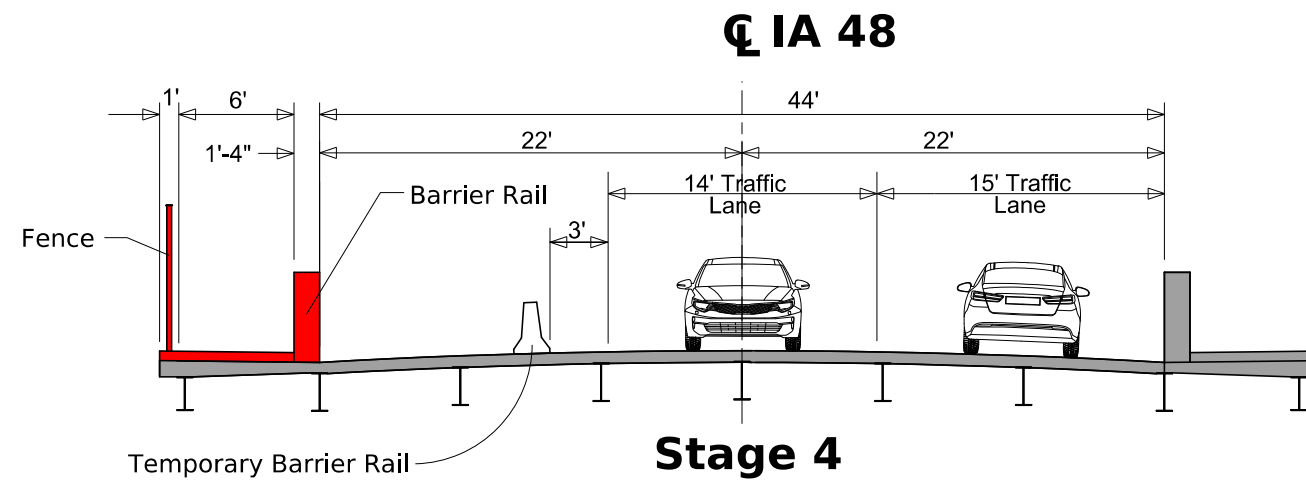 ℄ IA 48
1' 6' 44'
1'-4" 22' 22'
14' Traffic
Lane
15' Traffic
Lane
Barrier Rail
Fence
3'
Temporary Barrier Rail
Stage 4